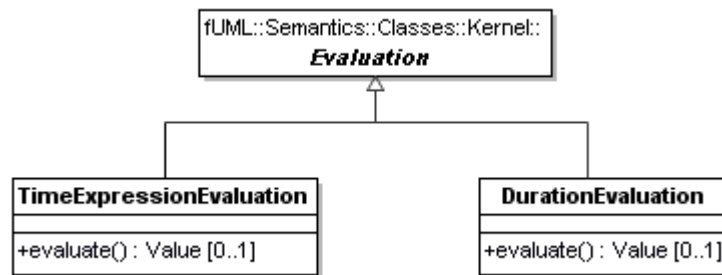 fUML::Semantics::Classes::Kernel::
Evaluation
TimeExpressionEvaluation
+evaluate() : Value [0..1]
DurationEvaluation
+evaluate() : Value [0..1]